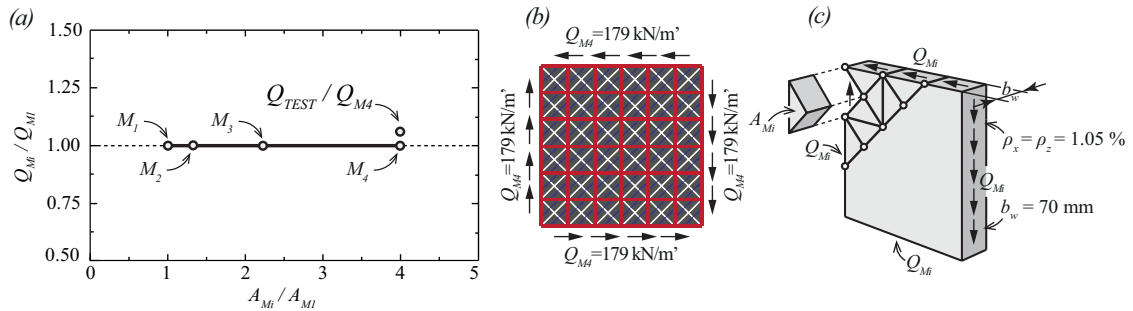 (a)
1.50
1.25
1.00
0.75
0.50
Q_Mi / Q_M1
Q_TEST / Q_M4
M_1
M_2
M_3
M_4
0 1 2 3 4 5
A_Mi / A_M1
(b)
Q_M4=179 kN/m'
Q_M4=179 kN/m'
Q_M4=179 kN/m'
Q_M4=179 kN/m'
(c)
Q_Mi
b_w
A_Mi
Q_Mi
ρ_x = ρ_z = 1.05 %
Q_Mi
b_w = 70 mm
Q_Mi